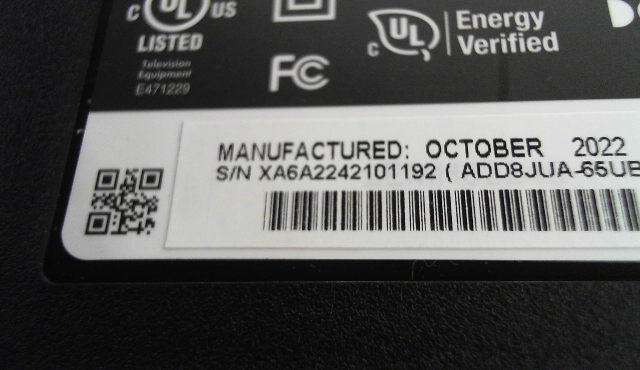 C UL US
LISTED
Television
Equipment
E471229
FC
C UL
Energy
Verified
MANUFACTURED: OCTOBER 2022
S/N XA6A2242101192 ( ADD8JUA-65UB